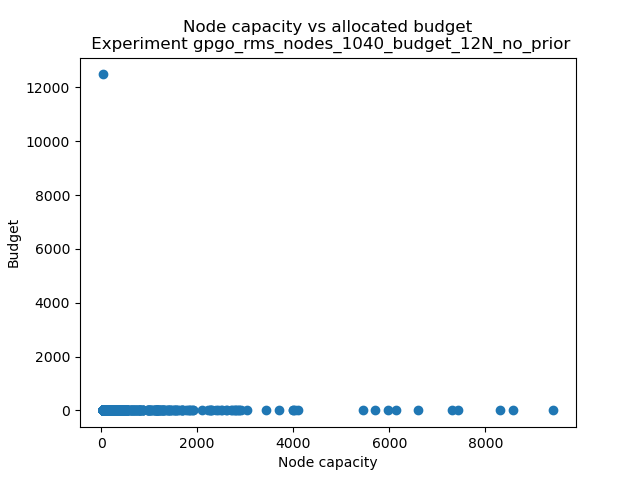 Node capacity vs allocated budget
Experiment gpgo_rms_nodes_1040_budget_12N_no_prior
12000
10000
8000
6000
4000
2000
0
Budget
0 2000 4000 6000 8000
Node capacity